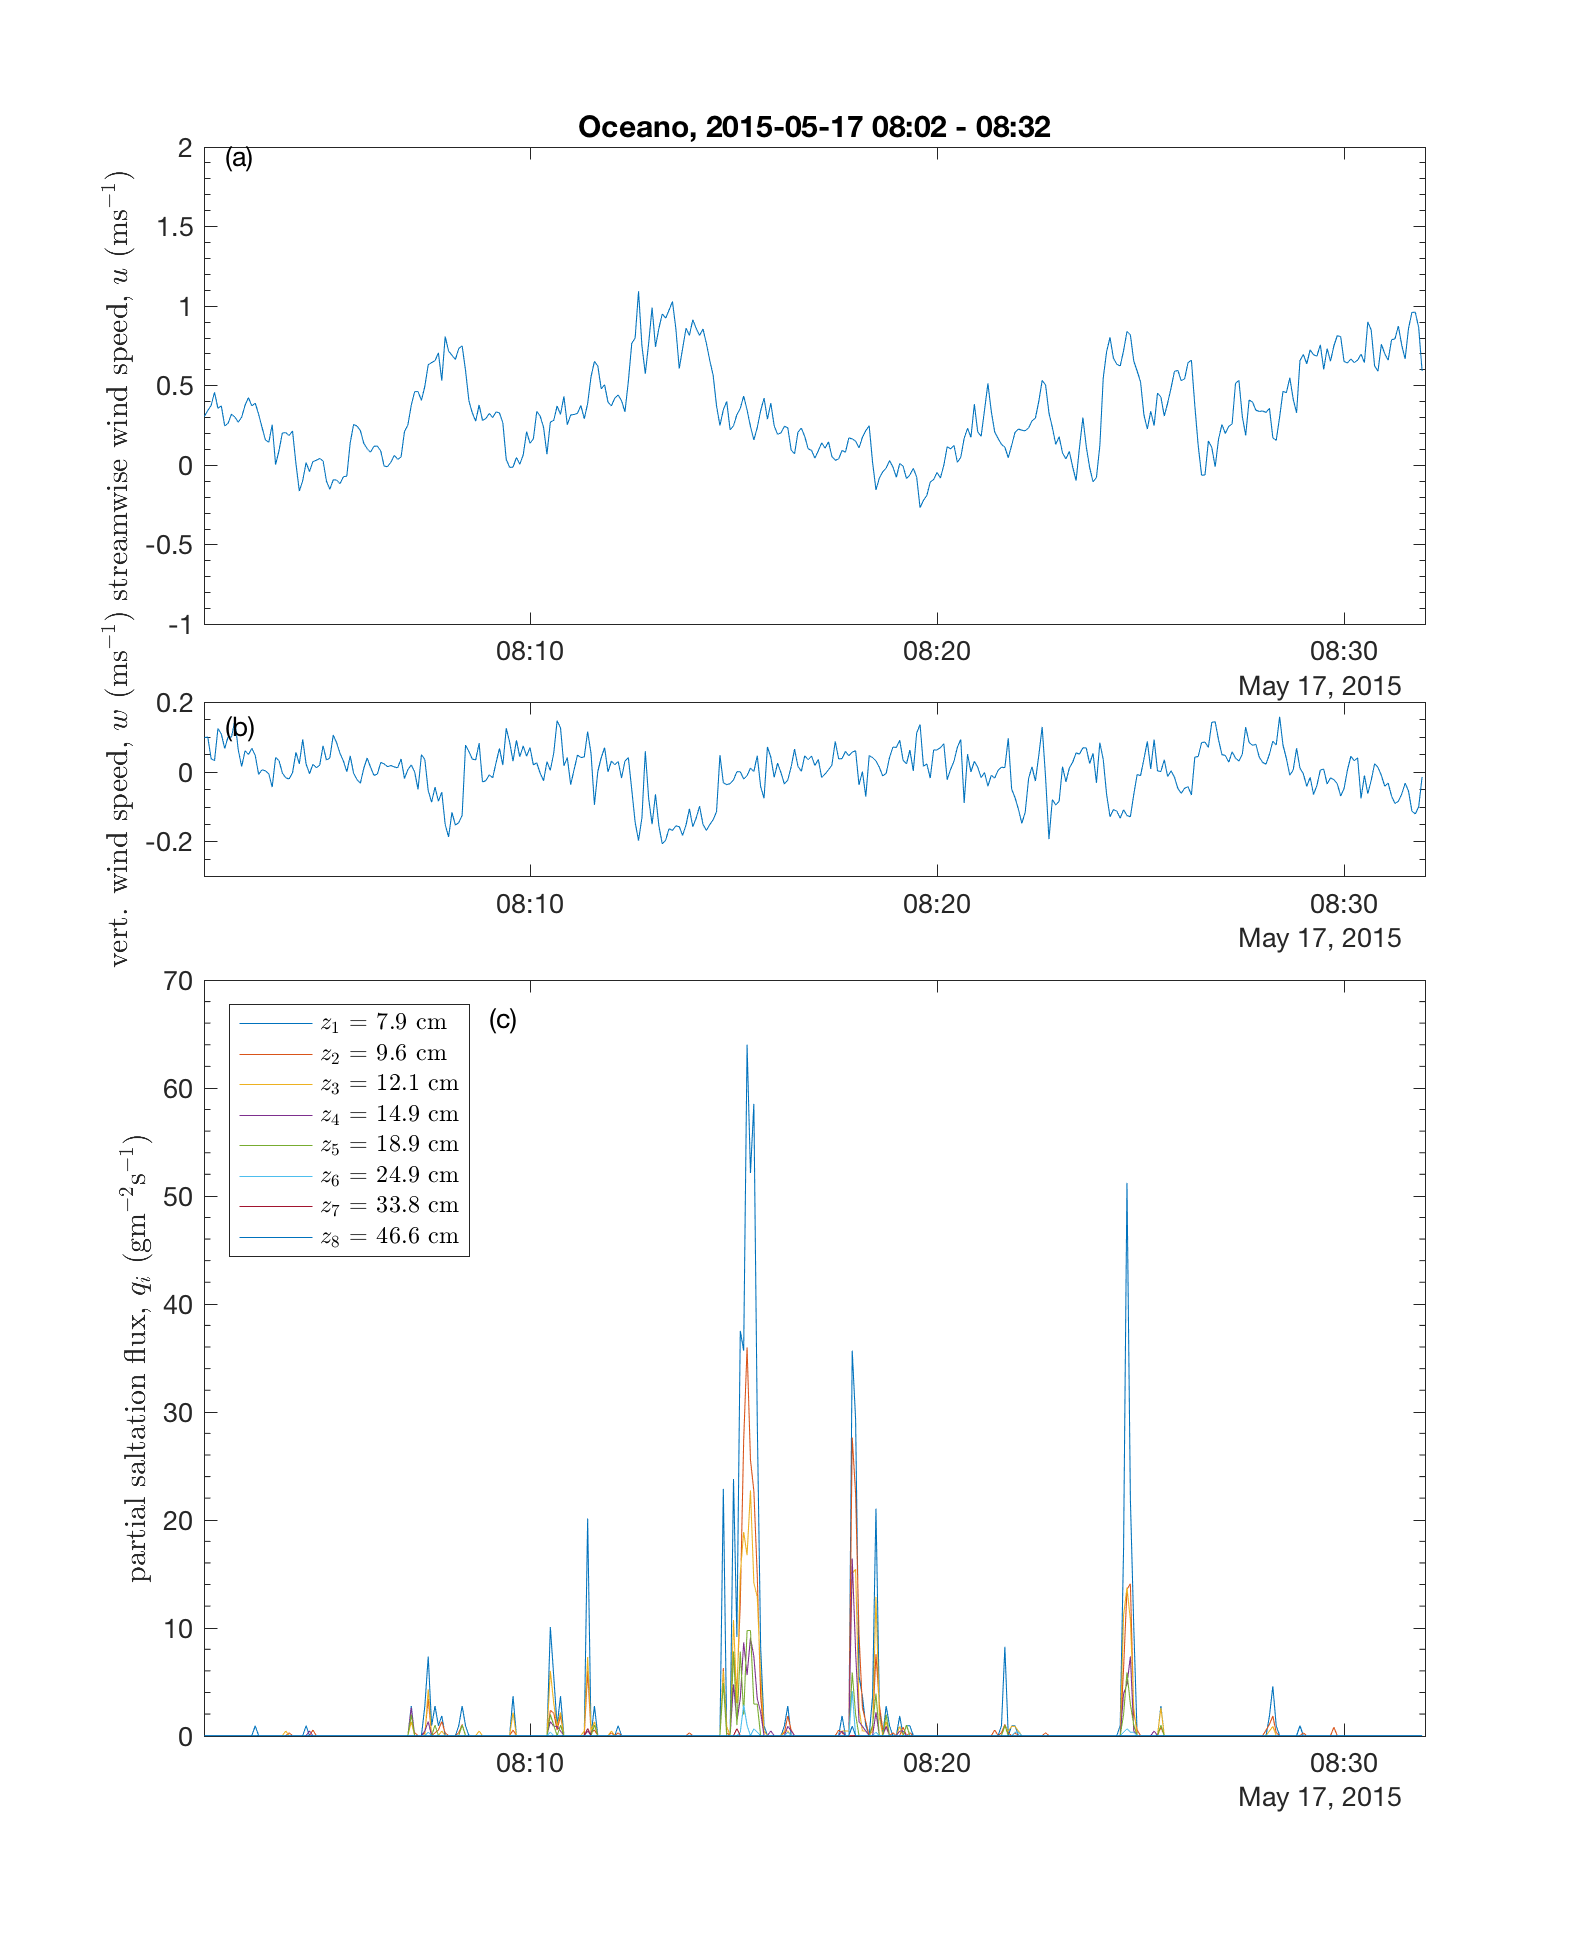 Oceano, 2015-05-17 08:02 - 08:32
(a)
streamwise wind speed, u (ms−1)
2
1.5
1
0.5
0
-0.5
-1
08:10 08:20 08:30
May 17, 2015
(b)
vert. wind speed, w (ms−1)
0.2
0
-0.2
08:10 08:20 08:30
May 17, 2015
(c)
partial saltation flux, qi (gm−2s−1)
70
60
50
40
30
20
10
0
z1 = 7.9 cm
z2 = 9.6 cm
z3 = 12.1 cm
z4 = 14.9 cm
z5 = 18.9 cm
z6 = 24.9 cm
z7 = 33.8 cm
z8 = 46.6 cm
08:10 08:20 08:30
May 17, 2015